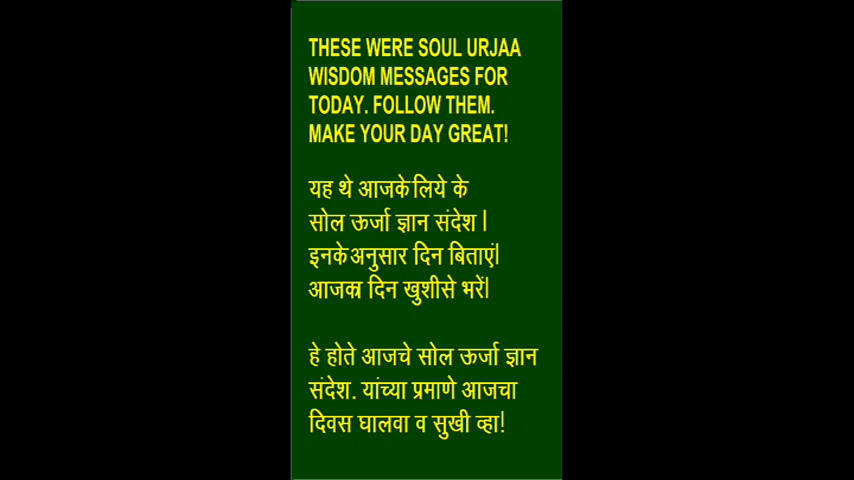 THESE WERE SOUL URJAA
WISDOM MESSAGES FOR
TODAY. FOLLOW THEM.
MAKE YOUR DAY GREAT!
यह थे आजके लिये के
सोल ऊर्जा ज्ञान संदेश |
इनके अनुसार दिन बिताएं|
आजका दिन खुशीसे भरें|
हे होते आजचे सोल ऊर्जा ज्ञान
संदेश. यांच्या प्रमाणे आजचा
दिवस घालवा व सुखी व्हा!